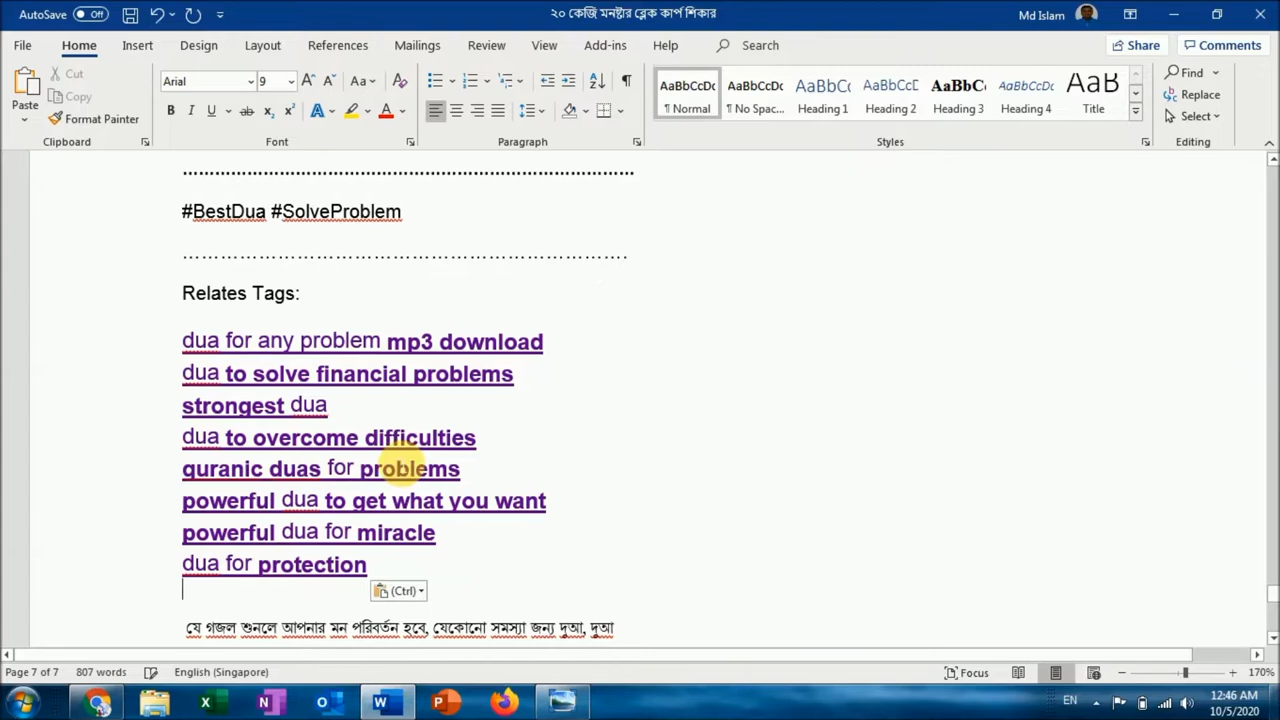 AutoSave Off ২০ কেজি মনষ্টার ব্লেক কার্প শিকার Md Islam
File Home Insert Design Layout References Mailings Review View Add-ins Help Search Share Comments
Paste Cut Copy Format Painter
Arial 9
AaBbCcDc AaBbCcDc AaBbCc AaBbCcD AaBbCc AaBbCcDc AaB
¶ Normal ¶ No Spac... Heading 1 Heading 2 Heading 3 Heading 4 Title
Find Replace Select
Clipboard Font Paragraph Styles Editing
#BestDua #SolveProblem
Relates Tags:
dua for any problem mp3 download
dua to solve financial problems
strongest dua
dua to overcome difficulties
quranic duas for problems
powerful dua to get what you want
powerful dua for miracle
dua for protection
(Ctrl)
যে গজল শুনলে আপনার মন পরিবর্তন হবে, যেকোনো সমস্যা জন্য দুআ, দুআ
Page 7 of 7 807 words English (Singapore) Focus 170%
EN 12:46 AM
10/5/2020